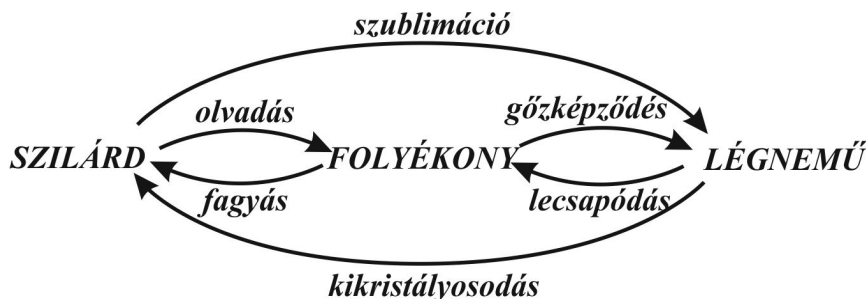 szublimáció
olvadás gőzképződés
SZILÁRD FOLYÉKONY LÉGNEMŰ
fagyás lecsapódás
kikristályosodás